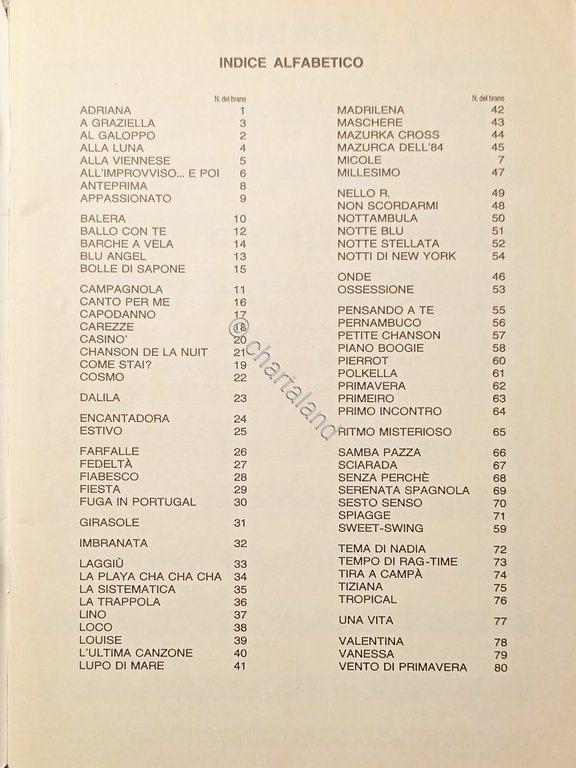 INDICE ALFABETICO
N. del brano
ADRIANA 1
A GRAZIELLA 3
AL GALOPPO 2
ALLA LUNA 4
ALLA VIENNESE 5
ALL'IMPROVVISO... E POI 6
ANTEPRIMA 8
APPASSIONATO 9
BALERA 10
BALLO CON TE 12
BARCHE A VELA 14
BLU ANGEL 13
BOLLE DI SAPONE 15
CAMPAGNOLA 11
CANTO PER ME 16
CAPODANNO 17
CAREZZE 18
CASINO' 20
CHANSON DE LA NUIT 21
COME STAI? 19
COSMO 22
DALILA 23
ENCANTADORA 24
ESTIVO 25
FARFALLE 26
FEDELTÀ 27
FIABESCO 28
FIESTA 29
FUGA IN PORTUGAL 30
GIRASOLE 31
IMBRANATA 32
LAGGIÙ 33
LA PLAYA CHA CHA CHA 34
LA SISTEMATICA 35
LA TRAPPOLA 36
LINO 37
LOCO 38
LOUISE 39
L'ULTIMA CANZONE 40
LUPO DI MARE 41
N. del brano
MADRILENA 42
MASCHERE 43
MAZURKA CROSS 44
MAZURCA DELL'84 45
MICOLE 7
MILLESIMO 47
NELLO R. 49
NON SCORDARMI 48
NOTTAMBULA 50
NOTTE BLU 51
NOTTE STELLATA 52
NOTTI DI NEW YORK 54
ONDE 46
OSSESSIONE 53
PENSANDO A TE 55
PERNAMBUCO 56
PETITE CHANSON 57
PIANO BOOGIE 58
PIERROT 60
POLKELLA 61
PRIMAVERA 62
PRIMEIRO 63
PRIMO INCONTRO 64
RITMO MISTERIOSO 65
SAMBA PAZZA 66
SCIARADA 67
SENZA PERCHÈ 68
SERENATA SPAGNOLA 69
SESTO SENSO 70
SPIAGGE 71
SWEET-SWING 59
TEMA DI NADIA 72
TEMPO DI RAG-TIME 73
TIRA A CAMPÀ 74
TIZIANA 75
TROPICAL 76
UNA VITA 77
VALENTINA 78
VANESSA 79
VENTO DI PRIMAVERA 80
© chartaland